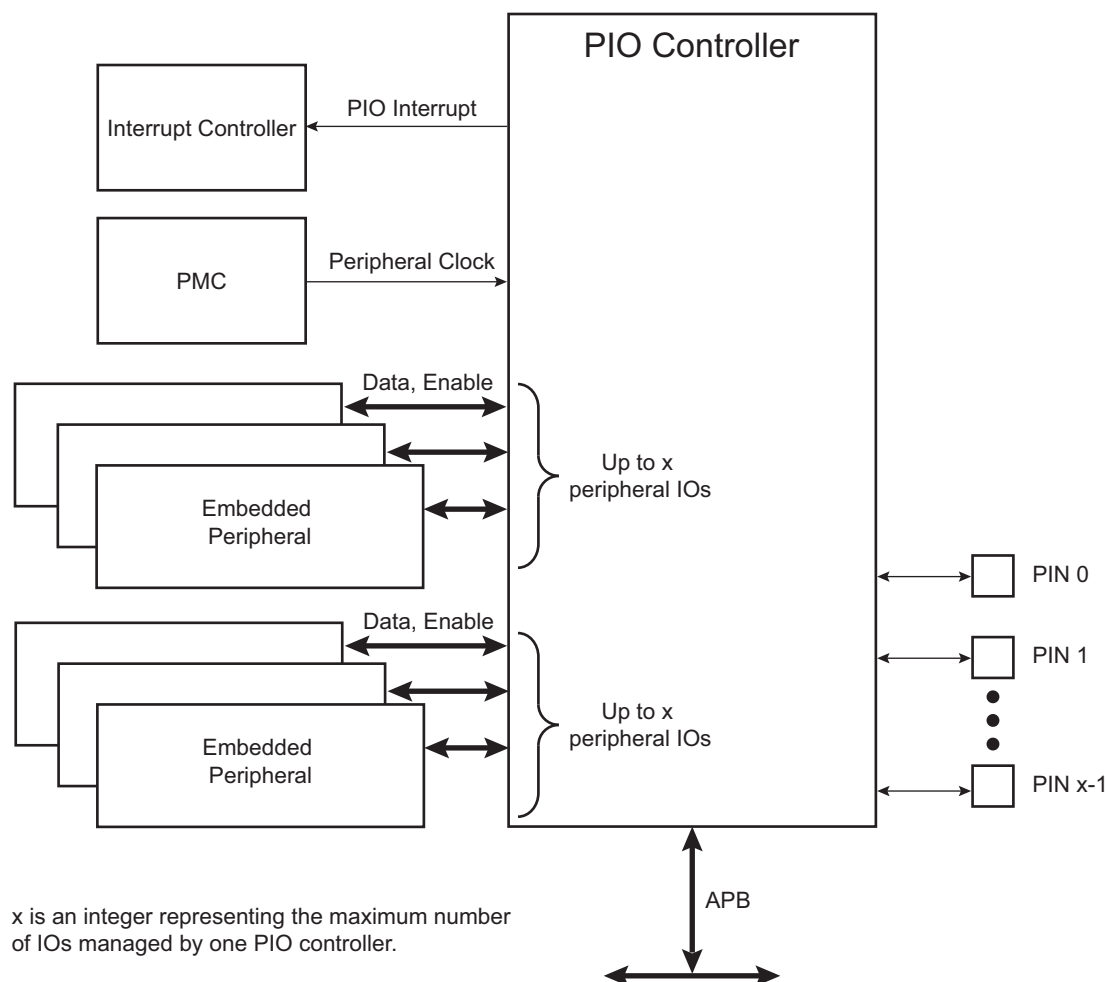 PIO Controller
PIO Interrupt
Interrupt Controller
Peripheral Clock
PMC
Data, Enable
Up to x
peripheral IOs
Embedded
Peripheral
PIN 0
Data, Enable
PIN 1
Up to x
peripheral IOs
Embedded
Peripheral
PIN x-1
APB
x is an integer representing the maximum number
of IOs managed by one PIO controller.